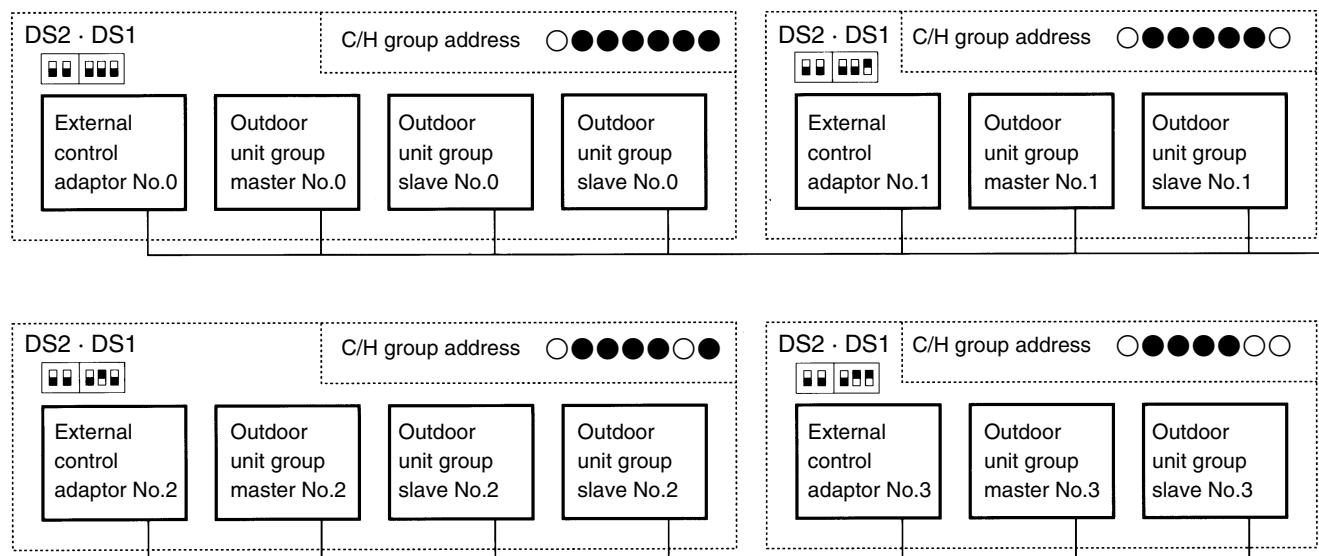 DS2 · DS1
C/H group address
External
control
adaptor No.0
Outdoor
unit group
master No.0
Outdoor
unit group
slave No.0
Outdoor
unit group
slave No.0
DS2 · DS1
C/H group address
External
control
adaptor No.1
Outdoor
unit group
master No.1
Outdoor
unit group
slave No.1
DS2 · DS1
C/H group address
External
control
adaptor No.2
Outdoor
unit group
master No.2
Outdoor
unit group
slave No.2
Outdoor
unit group
slave No.2
DS2 · DS1
C/H group address
External
control
adaptor No.3
Outdoor
unit group
master No.3
Outdoor
unit group
slave No.3